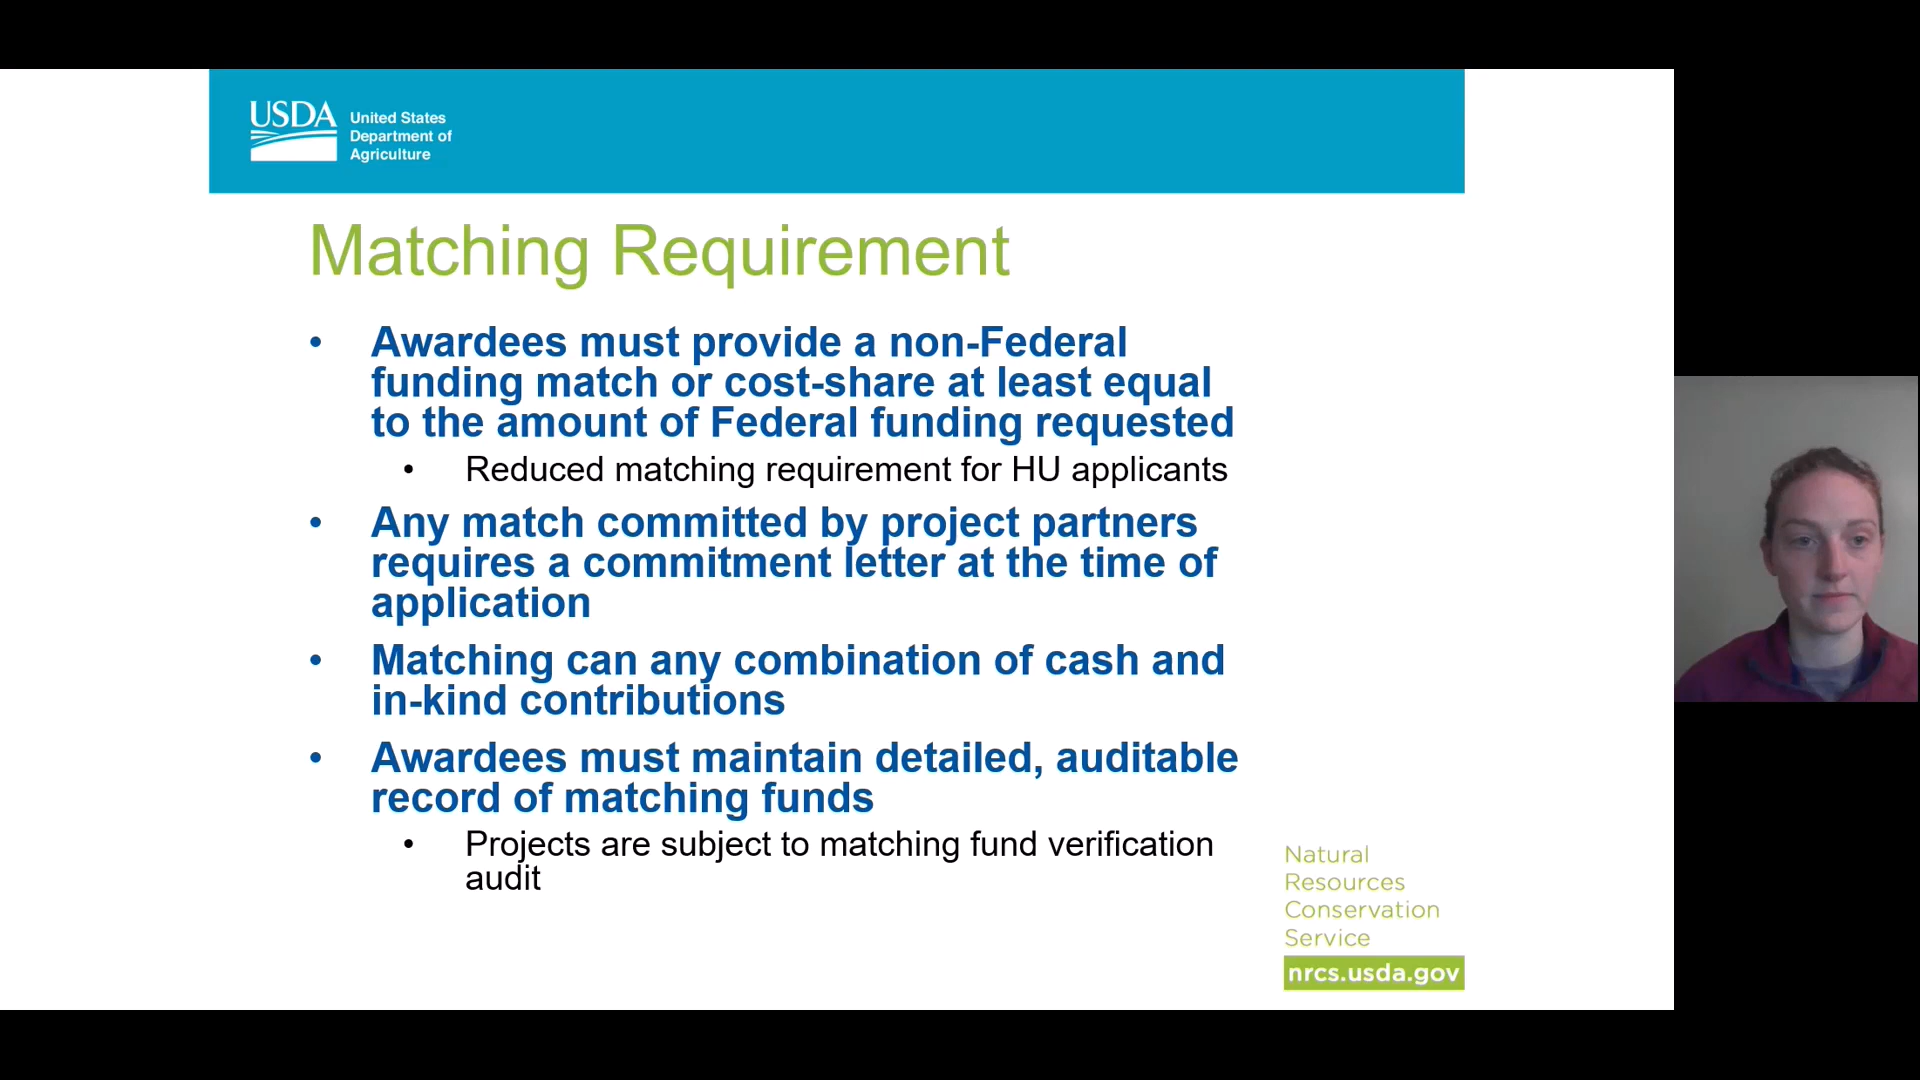 USDA
United States
Department of
Agriculture
Matching Requirement
• Awardees must provide a non-Federal
funding match or cost-share at least equal
to the amount of Federal funding requested
• Reduced matching requirement for HU applicants
• Any match committed by project partners
requires a commitment letter at the time of
application
• Matching can any combination of cash and
in-kind contributions
• Awardees must maintain detailed, auditable
record of matching funds
• Projects are subject to matching fund verification
audit
Natural
Resources
Conservation
Service
nrcs.usda.gov